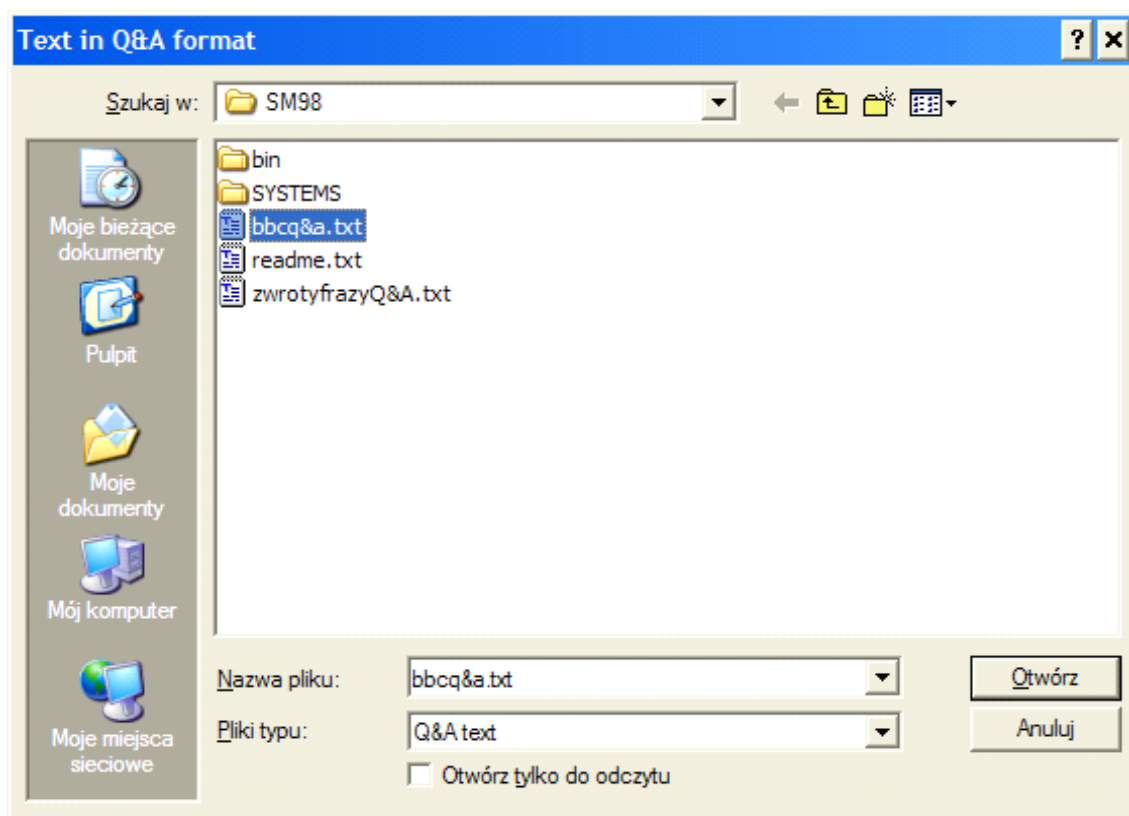 Text in Q&A format
Szukaj w: SM98
bin
SYSTEMS
bbcq&a.txt
readme.txt
zwrotyfrazyQ&A.txt
Moje bieżące
dokumenty
Pulpit
Moje
dokumenty
Mój komputer
Moje miejsca
sieciowe
Nazwa pliku: bbcq&a.txt Otwórz
Pliki typu: Q&A text Anuluj
Otwórz tylko do odczytu